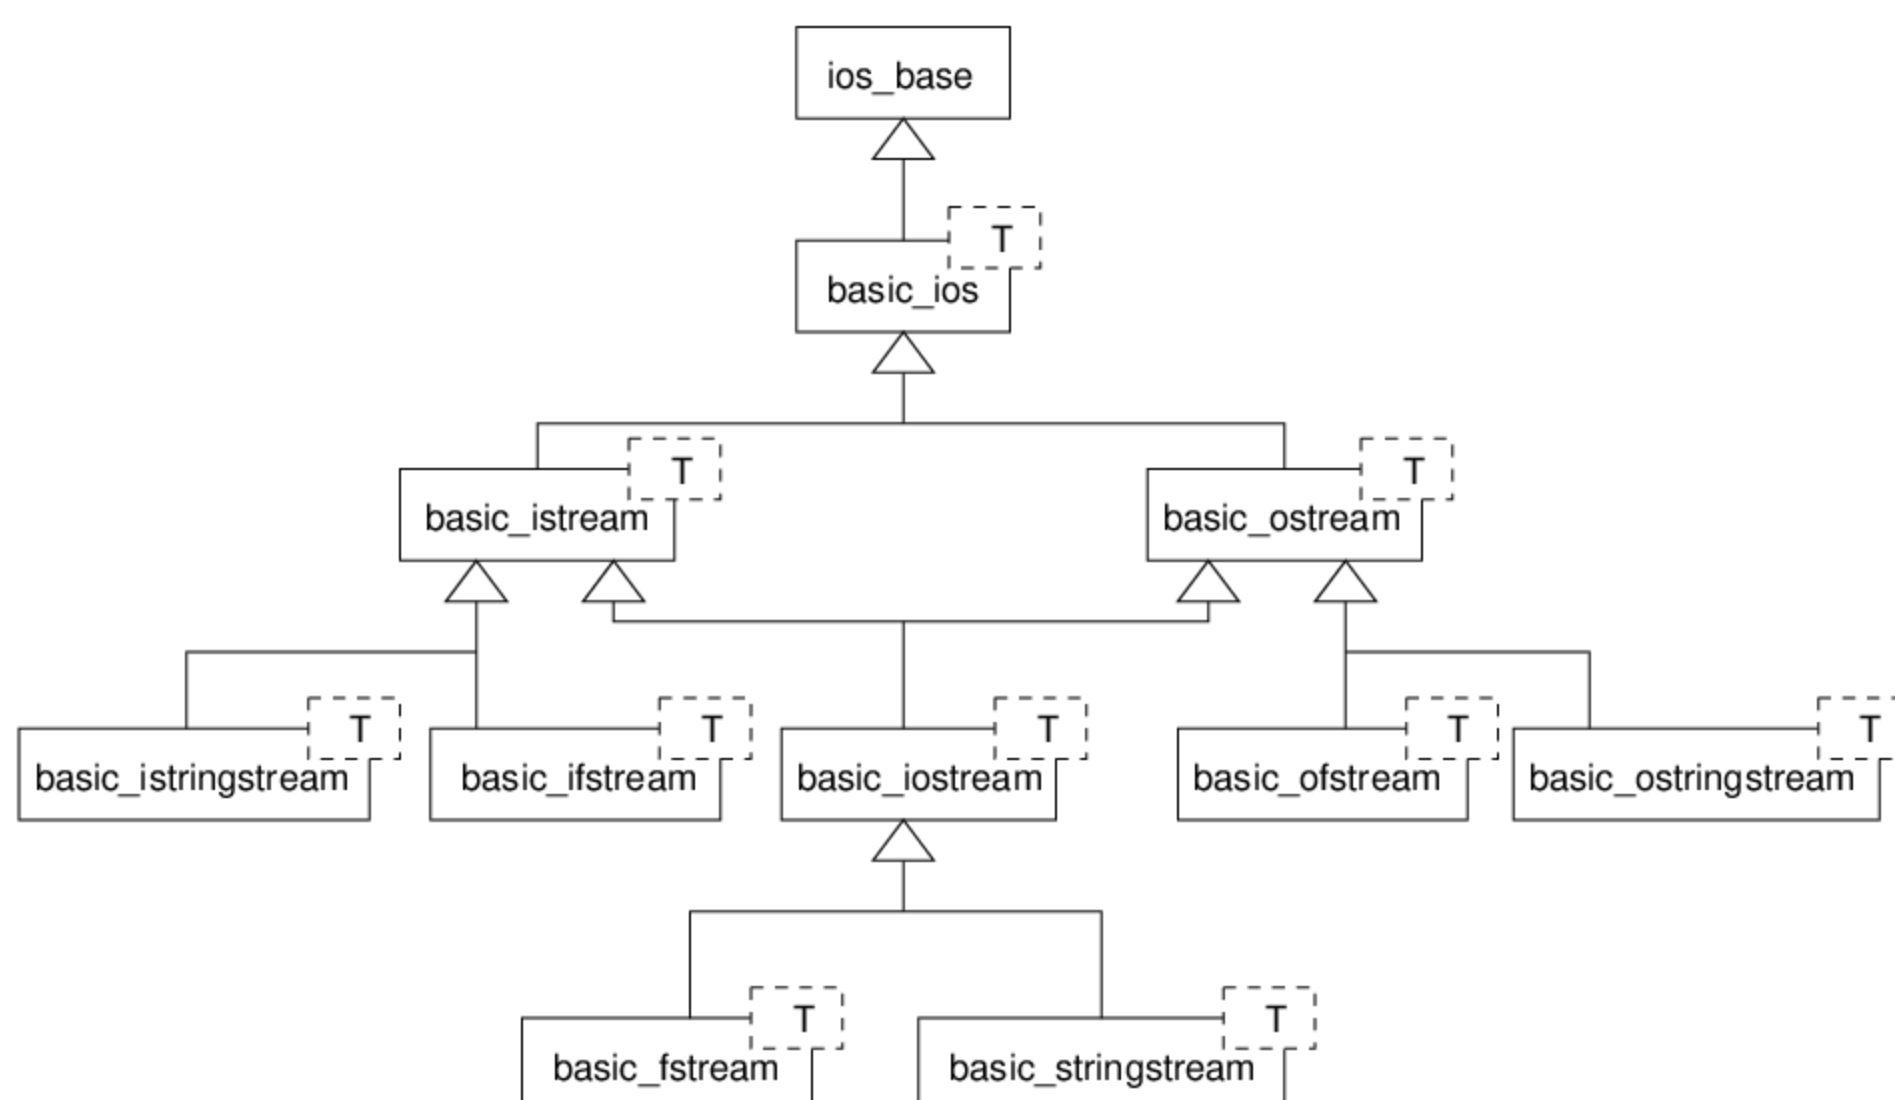 ios_base
T
basic_ios
T
T
basic_istream
basic_ostream
T
T
T
T
T
basic_istringstream
basic_ifstream
basic_iostream
basic_ofstream
basic_ostringstream
T
T
basic_fstream
basic_stringstream